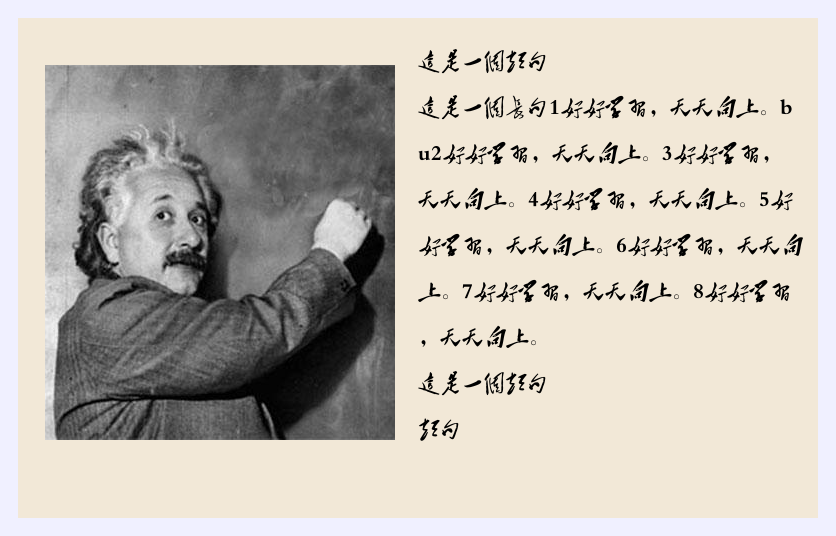 這是一個短句
這是一個長句1好好學習，天天向上。b
u2好好學習，天天向上。3好好學習，
天天向上。4好好學習，天天向上。5好
好學習，天天向上。6好好學習，天天向
上。7好好學習，天天向上。8好好學習
，天天向上。
這是一個短句
短句